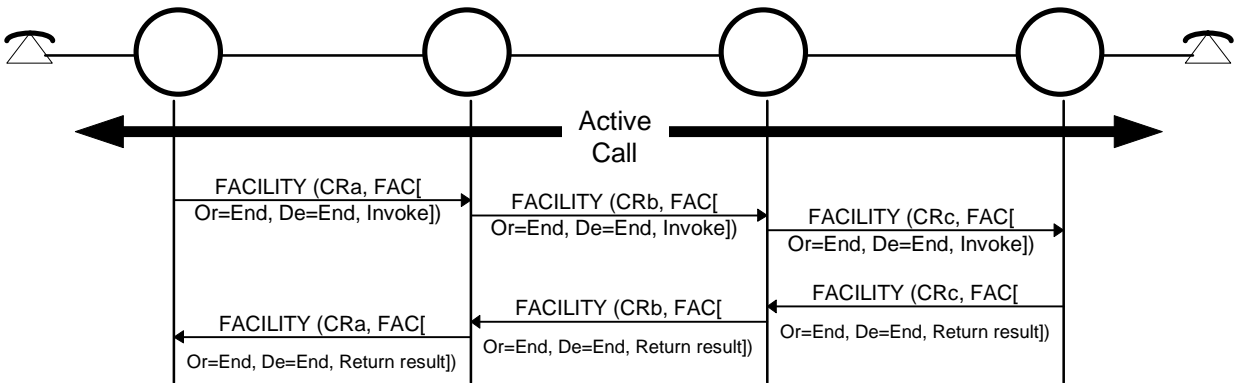 Active
Call
FACILITY (CRa, FAC[
Or=End, De=End, Invoke])
FACILITY (CRb, FAC[
Or=End, De=End, Invoke])
FACILITY (CRc, FAC[
Or=End, De=End, Invoke])
FACILITY (CRc, FAC[
Or=End, De=End, Return result])
FACILITY (CRb, FAC[
Or=End, De=End, Return result])
FACILITY (CRa, FAC[
Or=End, De=End, Return result])